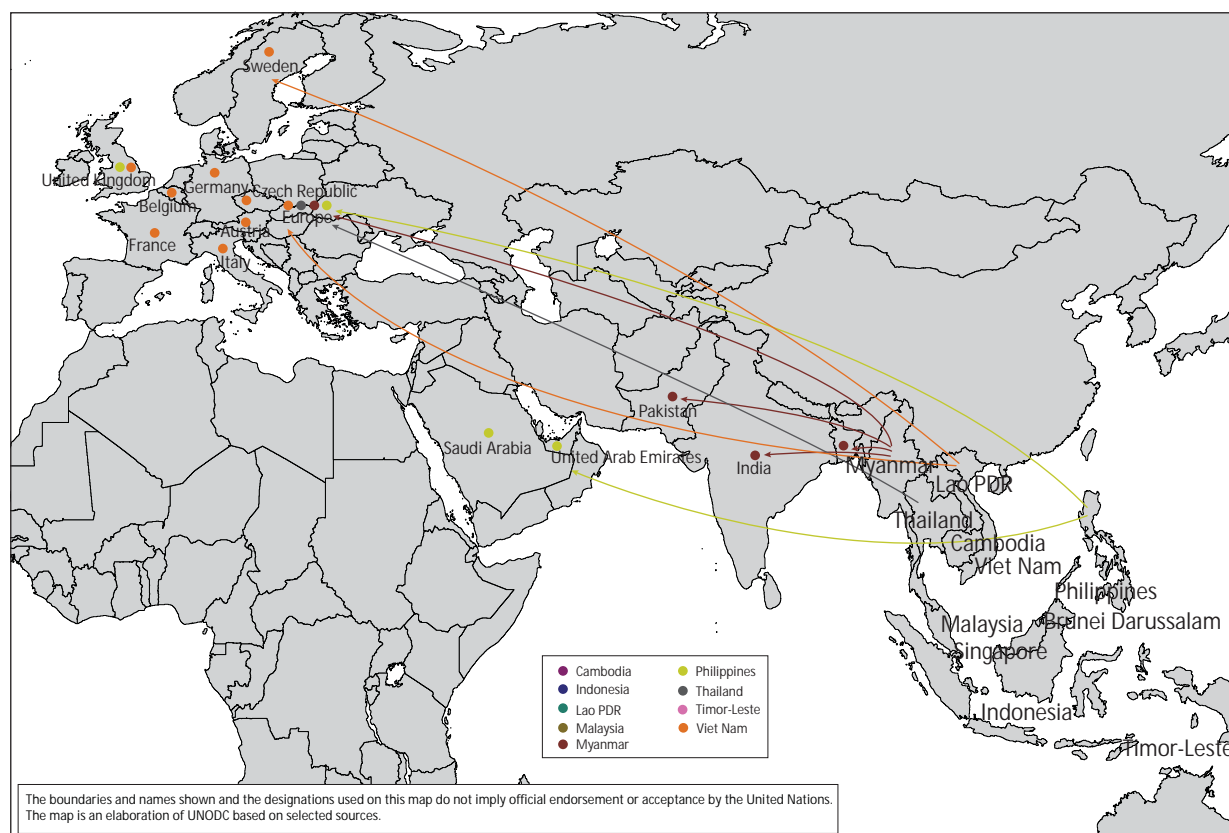 Sweden
United Kingdom
Germany
Belgium
Czech Republic
Europe
Austria
France
Italy
Pakistan
Saudi Arabia
United Arab Emirates
India
Myanmar
Lao PDR
Thailand
Cambodia
Viet Nam
Philippines
Malaysia
Brunei Darussalam
Singapore
Indonesia
Timor-Leste
Cambodia
Indonesia
Lao PDR
Malaysia
Myanmar
Philippines
Thailand
Timor-Leste
Viet Nam
The boundaries and names shown and the designations used on this map do not imply official endorsement or acceptance by the United Nations.
The map is an elaboration of UNODC based on selected sources.